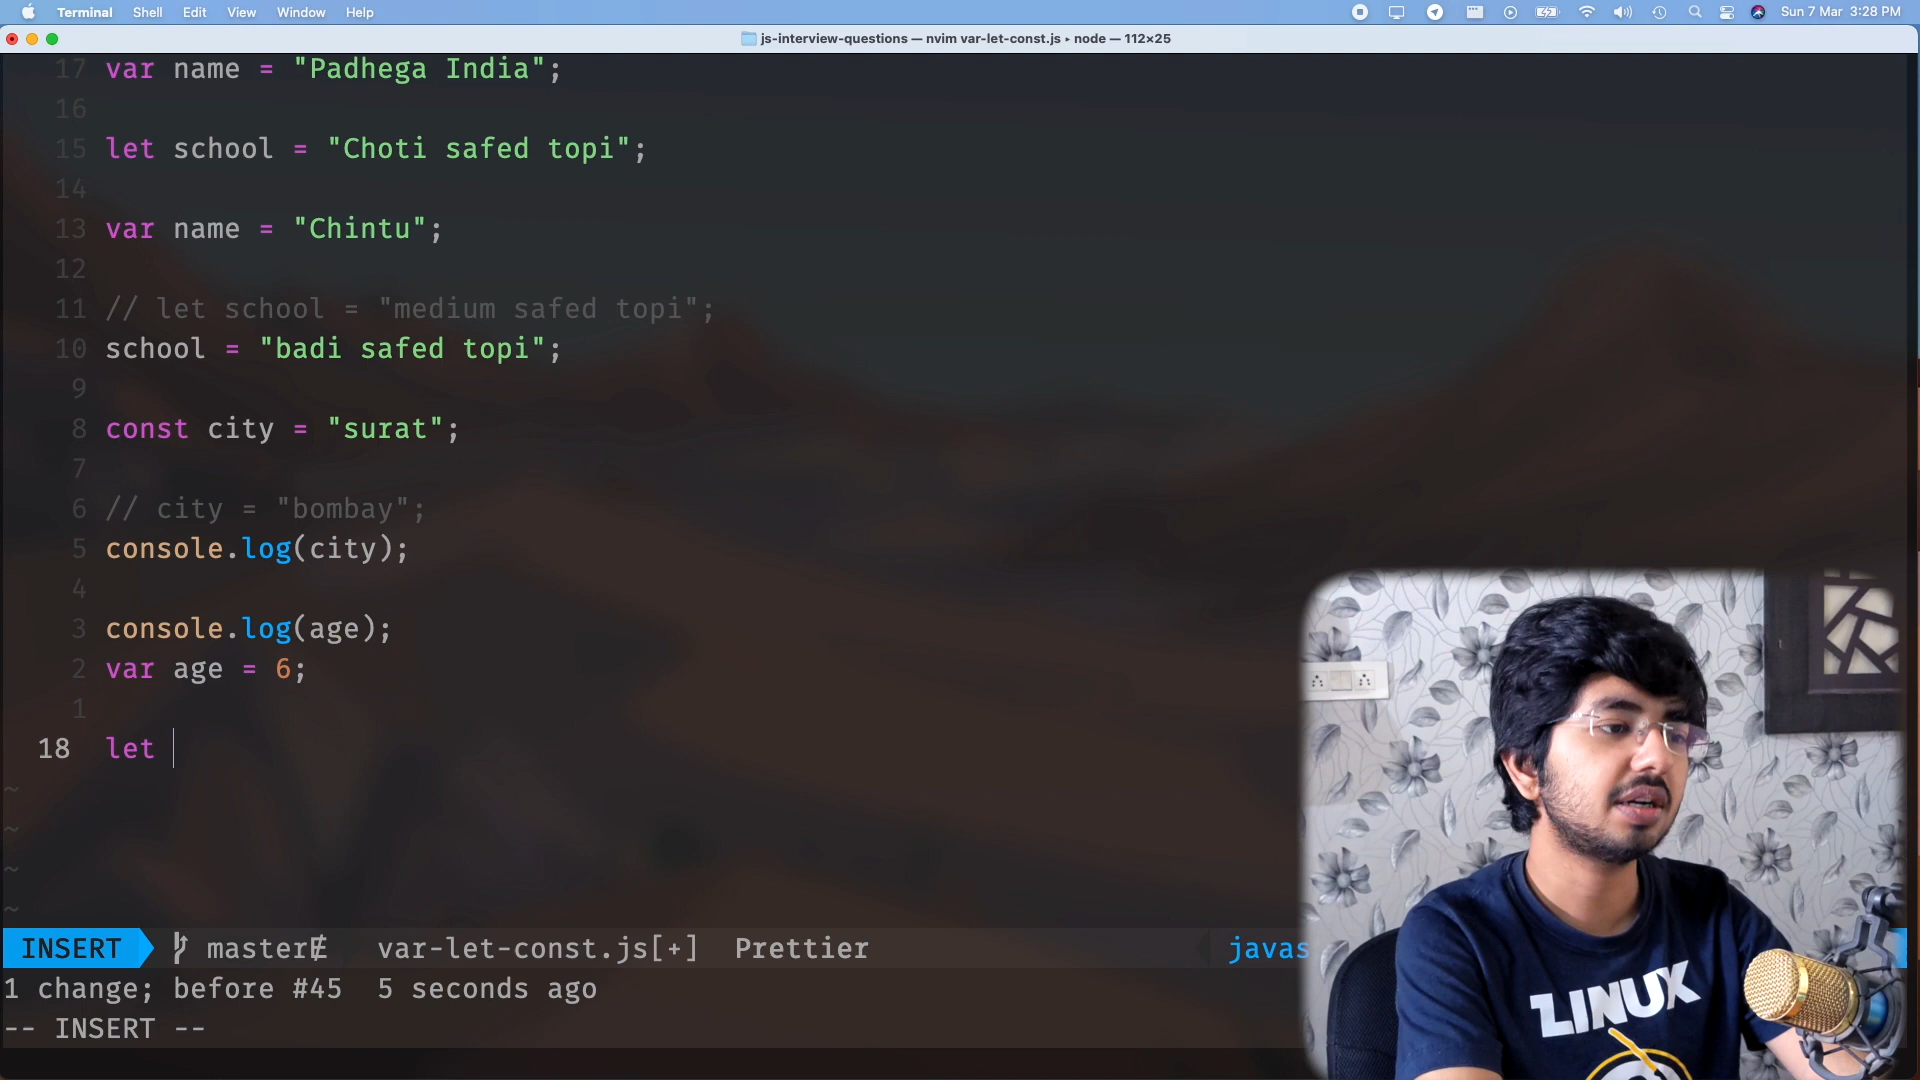 Terminal Shell Edit View Window Help Sun 7 Mar 3:28 PM
js-interview-questions — nvim var-let-const.js ▸ node — 112×25
17 var name = "Padhega India";
16
15 let school = "Choti safed topi";
14
13 var name = "Chintu";
12
11 // let school = "medium safed topi";
10 school = "badi safed topi";
9
8 const city = "surat";
7
6 // city = "bombay";
5 console.log(city);
4
3 console.log(age);
2 var age = 6;
1
18 let
~
~
~
~
INSERT master var-let-const.js[+] Prettier javas
1 change; before #45 5 seconds ago
-- INSERT --
LINUX